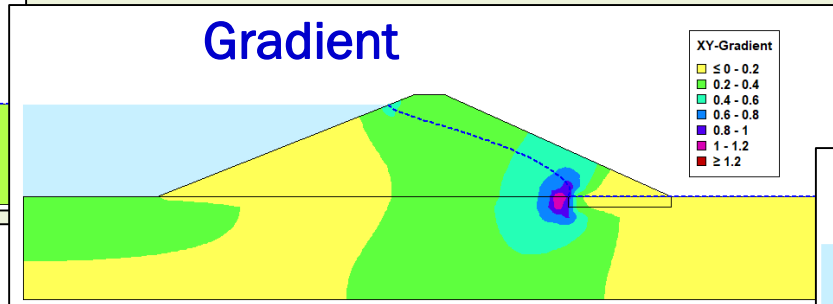 Gradient
XY-Gradient
≤ 0 - 0.2
0.2 - 0.4
0.4 - 0.6
0.6 - 0.8
0.8 - 1
1 - 1.2
≥ 1.2